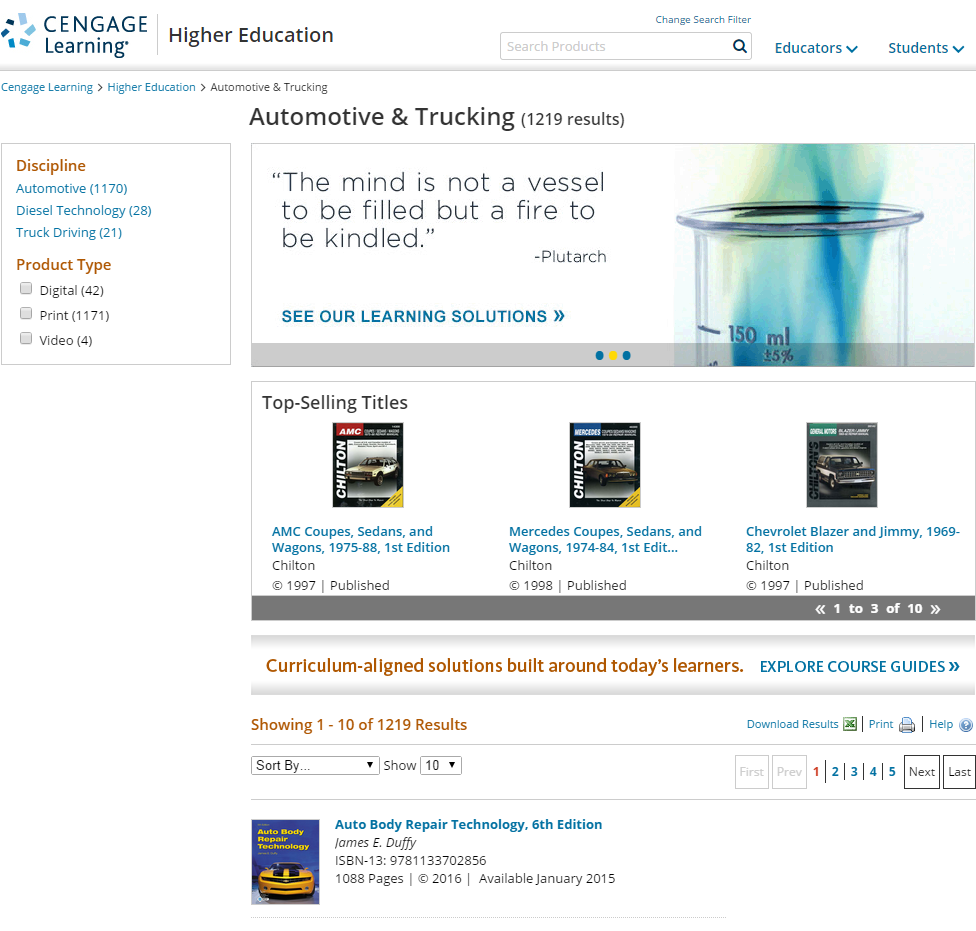 CENGAGE
Learning®
Higher Education
Change Search Filter
Search Products
Educators
Students
Cengage Learning > Higher Education > Automotive & Trucking
Automotive & Trucking (1219 results)
Discipline
Automotive (1170)
Diesel Technology (28)
Truck Driving (21)
Product Type
Digital (42)
Print (1171)
Video (4)
“The mind is not a vessel
to be filled but a fire to
be kindled.”
-Plutarch
SEE OUR LEARNING SOLUTIONS »
150 ml
±5%
Top-Selling Titles
AMC
CHILTON
MERCEDES
CHILTON
GENERAL MOTORS
BLAZER/JIMMY
CHILTON'S
AMC Coupes, Sedans, and
Wagons, 1975-88, 1st Edition
Chilton
© 1997 | Published
Mercedes Coupes, Sedans, and
Wagons, 1974-84, 1st Edit...
Chilton
© 1998 | Published
Chevrolet Blazer and Jimmy, 1969-
82, 1st Edition
Chilton
© 1997 | Published
« 1 to 3 of 10 »
Curriculum-aligned solutions built around today’s learners. EXPLORE COURSE GUIDES »
Showing 1 - 10 of 1219 Results
Download Results | Print | Help
Sort By... Show 10
First Prev 1 | 2 | 3 | 4 | 5 Next Last
Auto Body
Repair
Technology
Auto Body Repair Technology, 6th Edition
James E. Duffy
ISBN-13: 9781133702856
1088 Pages | © 2016 | Available January 2015